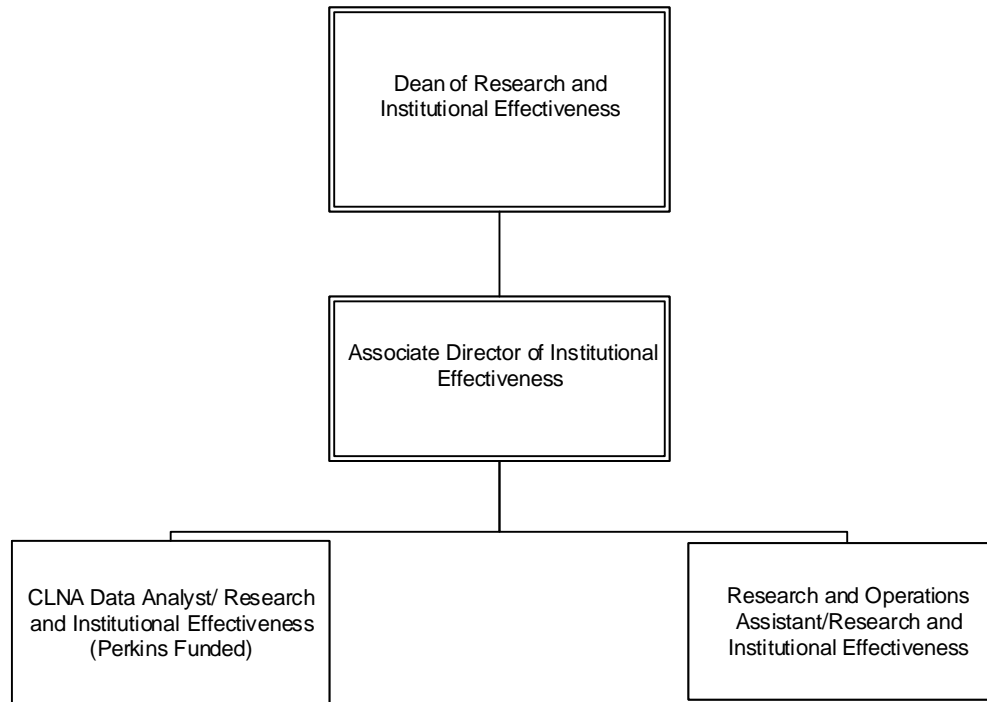 Dean of Research and
Institutional Effectiveness
Associate Director of Institutional
Effectiveness
CLNA Data Analyst/ Research
and Institutional Effectiveness
(Perkins Funded)
Research and Operations
Assistant/Research and
Institutional Effectiveness